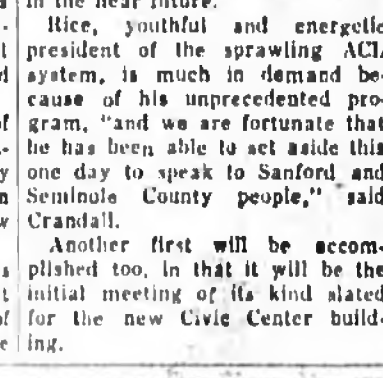 in the near future.
Rice, youthful and energetic
president of the sprawling ACL
system, is much in demand be-
cause of his unprecedented pro-
gram, "and we are fortunate that
he has been able to set aside this
one day to speak to Sanford and
Seminole County people," said
Crandall.
Another first will be accom-
plished too, in that it will be the
initial meeting of its kind slated
for the new Civic Center build-
ing.